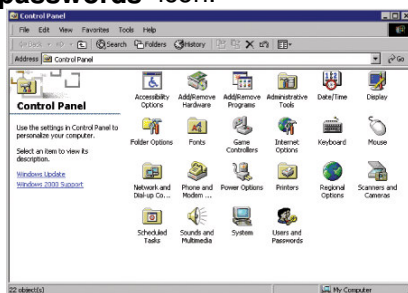 passwords" icon.
Control Panel
File Edit View Favorites Tools Help
Back Search Folders History
Address Control Panel Go
Control Panel
Use the settings in Control Panel to
personalize your computer.
Select an item to view its
description.
Windows Update
Windows 2000 Support
Accessibility Options Add/Remove Hardware Add/Remove Programs Administrative Tools Date/Time Display
Folder Options Fonts Game Controllers Internet Options Keyboard Mouse
Network and Dial-up Co... Phone and Modem ... Power Options Printers Regional Options Scanners and Cameras
Scheduled Tasks Sounds and Multimedia System Users and Passwords
22 object(s) My Computer